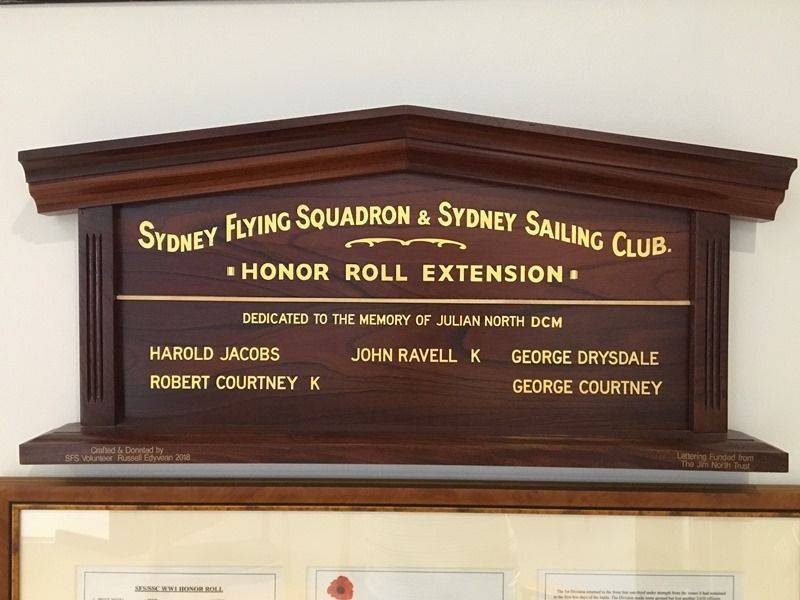 SYDNEY FLYING SQUADRON & SYDNEY SAILING CLUB.
HONOR ROLL EXTENSION
DEDICATED TO THE MEMORY OF JULIAN NORTH DCM
HAROLD JACOBS JOHN RAVELL K GEORGE DRYSDALE
ROBERT COURTNEY K GEORGE COURTNEY
Crafted & Donated by
SFS Volunteer Russell Edyvean 2018
Lettering Funded from
The Jim North Trust
SFS/SSC WW1 HONOR ROLL